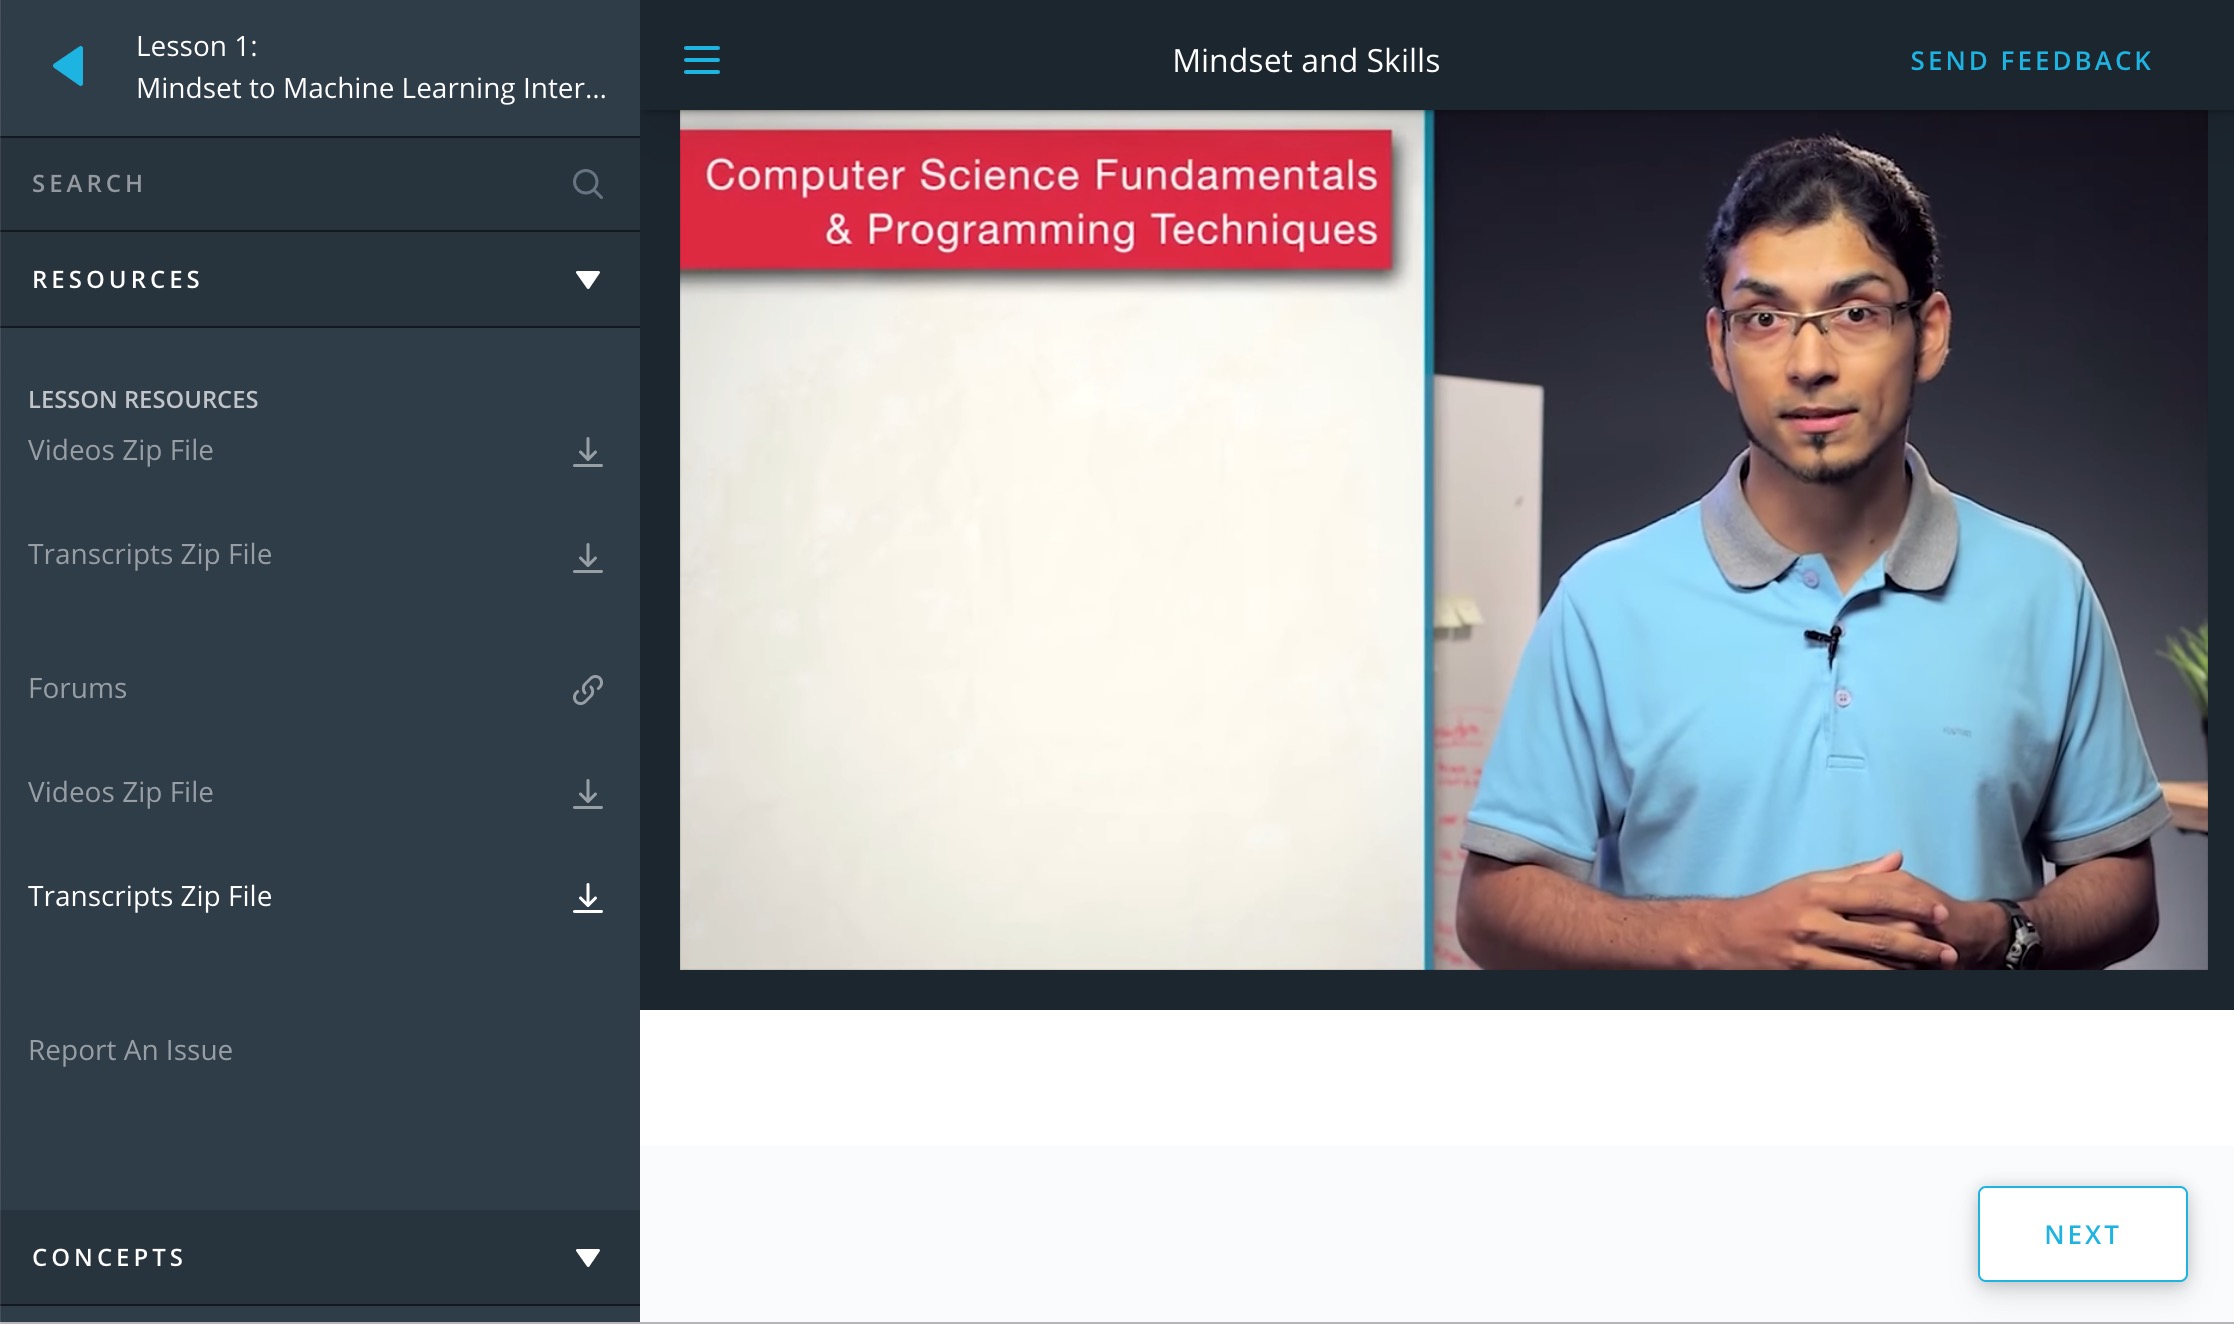 Lesson 1:
Mindset to Machine Learning Inter...
SEARCH
RESOURCES
LESSON RESOURCES
Videos Zip File
Transcripts Zip File
Forums
Videos Zip File
Transcripts Zip File
Report An Issue
CONCEPTS
Mindset and Skills
SEND FEEDBACK
Computer Science Fundamentals
& Programming Techniques
NEXT